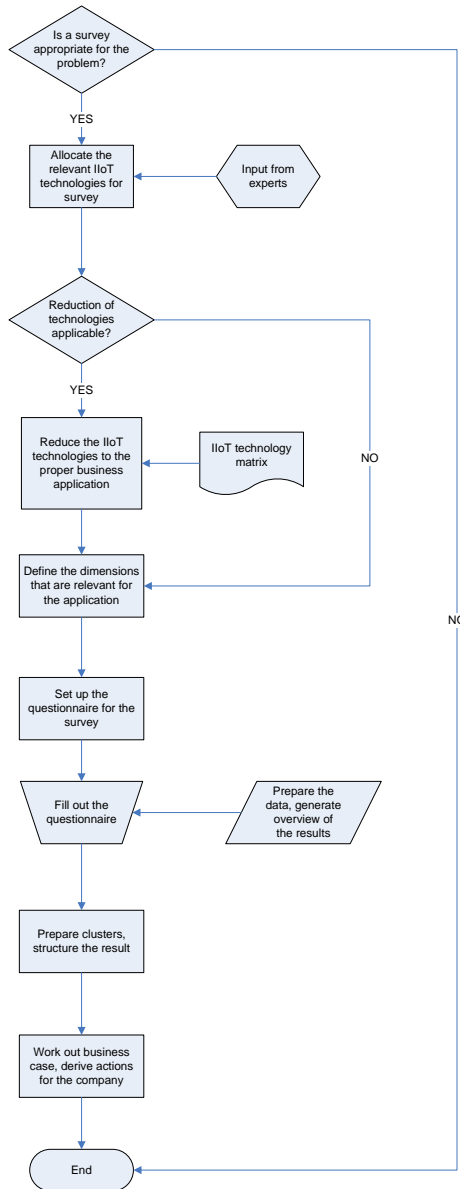 Is a survey
appropriate for the
problem?
YES
Allocate the
relevant IIoT
technologies for
survey
Input from
experts
Reduction of
technologies
applicable?
YES
Reduce the IIoT
technologies to the
proper business
application
IIoT technology
matrix
NO
Define the dimensions
that are relevant for
the application
NO
Set up the
questionnaire for the
survey
Fill out the
questionnaire
Prepare the
data, generate
overview of
the results
Prepare clusters,
structure the result
Work out business
case, derive actions
for the company
End